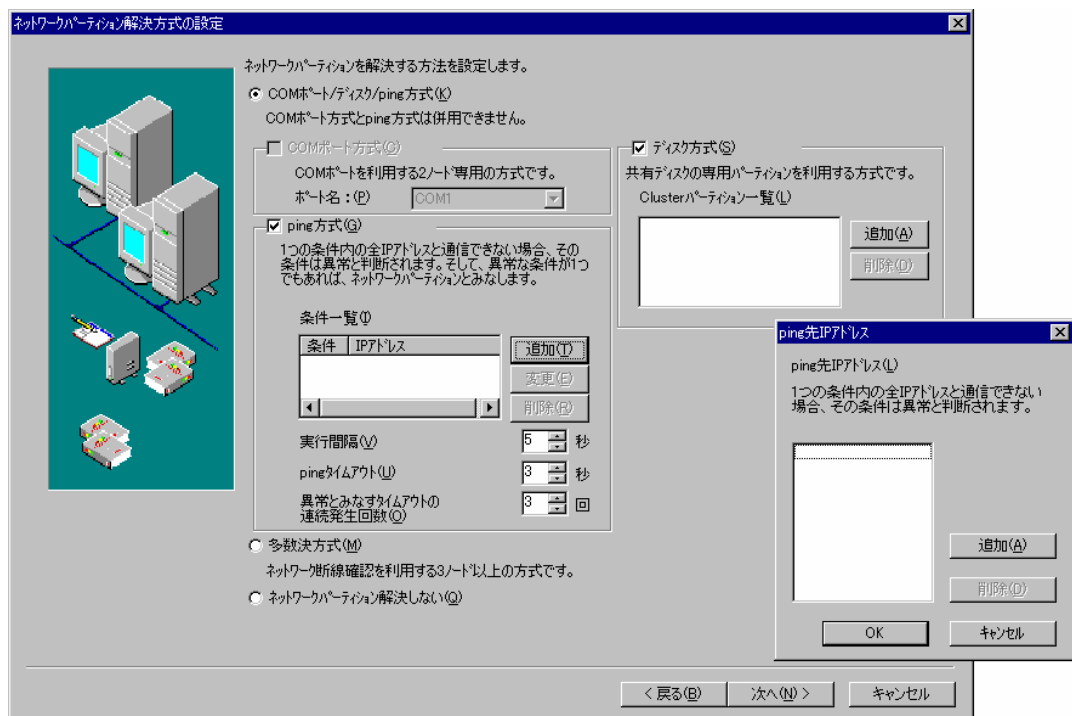 ネットワークパーティション解決方式の設定
ネットワークパーティションを解決する方法を設定します。
COMポート/ディスク/ping方式(K)
COMポート方式とping方式は併用できません。
COMポート方式(C)
COMポートを利用する2ノード専用の方式です。
ポート名:(P)
COM1
ping方式(G)
1つの条件内の全IPアドレスと通信できない場合、その
条件は異常と判断されます。そして、異常な条件が1つ
でもあれば、ネットワークパーティションとみなします。
条件一覧(I)
条件 IPアドレス
追加(T)
変更(E)
削除(R)
実行間隔(V) 5 秒
pingタイムアウト(U) 3 秒
異常とみなすタイムアウトの
連続発生回数(O) 3 回
ディスク方式(S)
共有ディスクの専用パーティションを利用する方式です。
Clusterパーティション一覧(L)
追加(A)
削除(D)
多数決方式(M)
ネットワーク断線確認を利用する3ノード以上の方式です。
ネットワークパーティション解決しない(Q)
ping先IPアドレス
ping先IPアドレス(L)
1つの条件内の全IPアドレスと通信できない
場合、その条件は異常と判断されます。
追加(A)
削除(D)
OK キャンセル
< 戻る(B) 次へ(N) > キャンセル